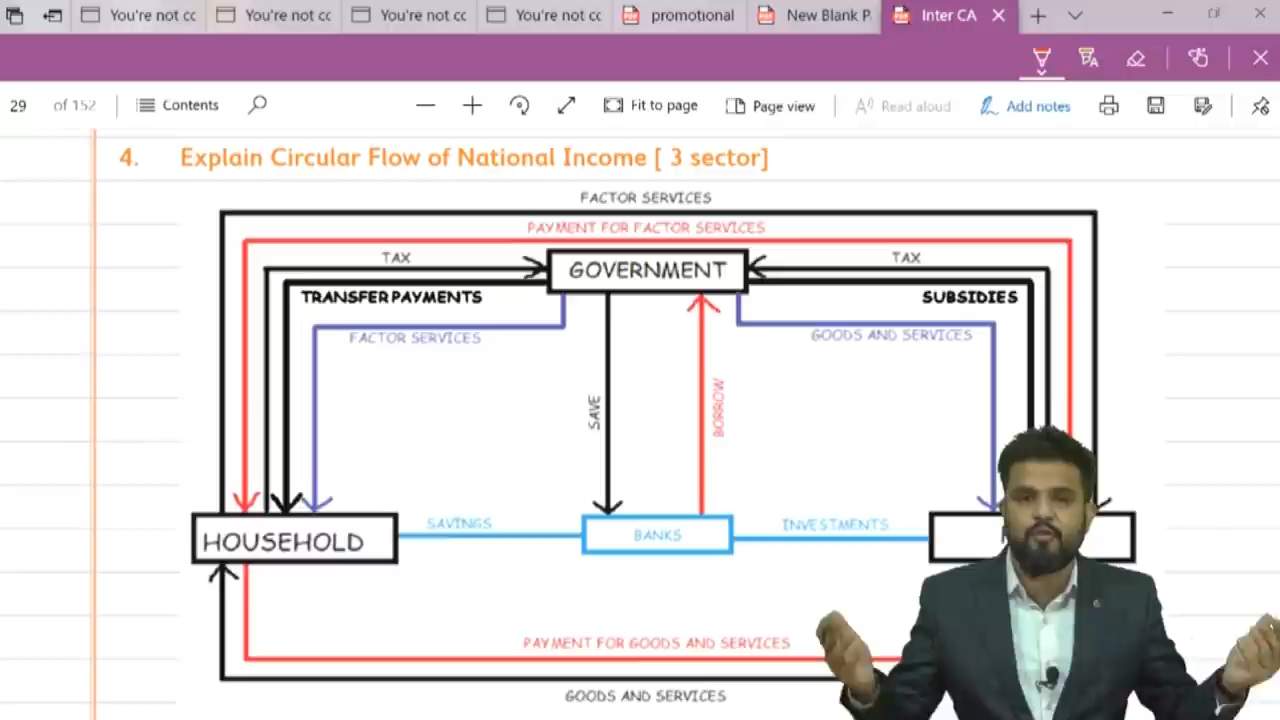 You're not cc
You're not cc
You're not cc
You're not cc
promotional
New Blank P
Inter CA
29 of 152
Contents
Fit to page
Page view
Read aloud
Add notes
4. Explain Circular Flow of National Income [ 3 sector]
FACTOR SERVICES
PAYMENT FOR FACTOR SERVICES
TAX
GOVERNMENT
TAX
TRANSFER PAYMENTS
SUBSIDIES
FACTOR SERVICES
GOODS AND SERVICES
SAVE
BORROW
HOUSEHOLD
SAVINGS
BANKS
INVESTMENTS
PAYMENT FOR GOODS AND SERVICES
GOODS AND SERVICES